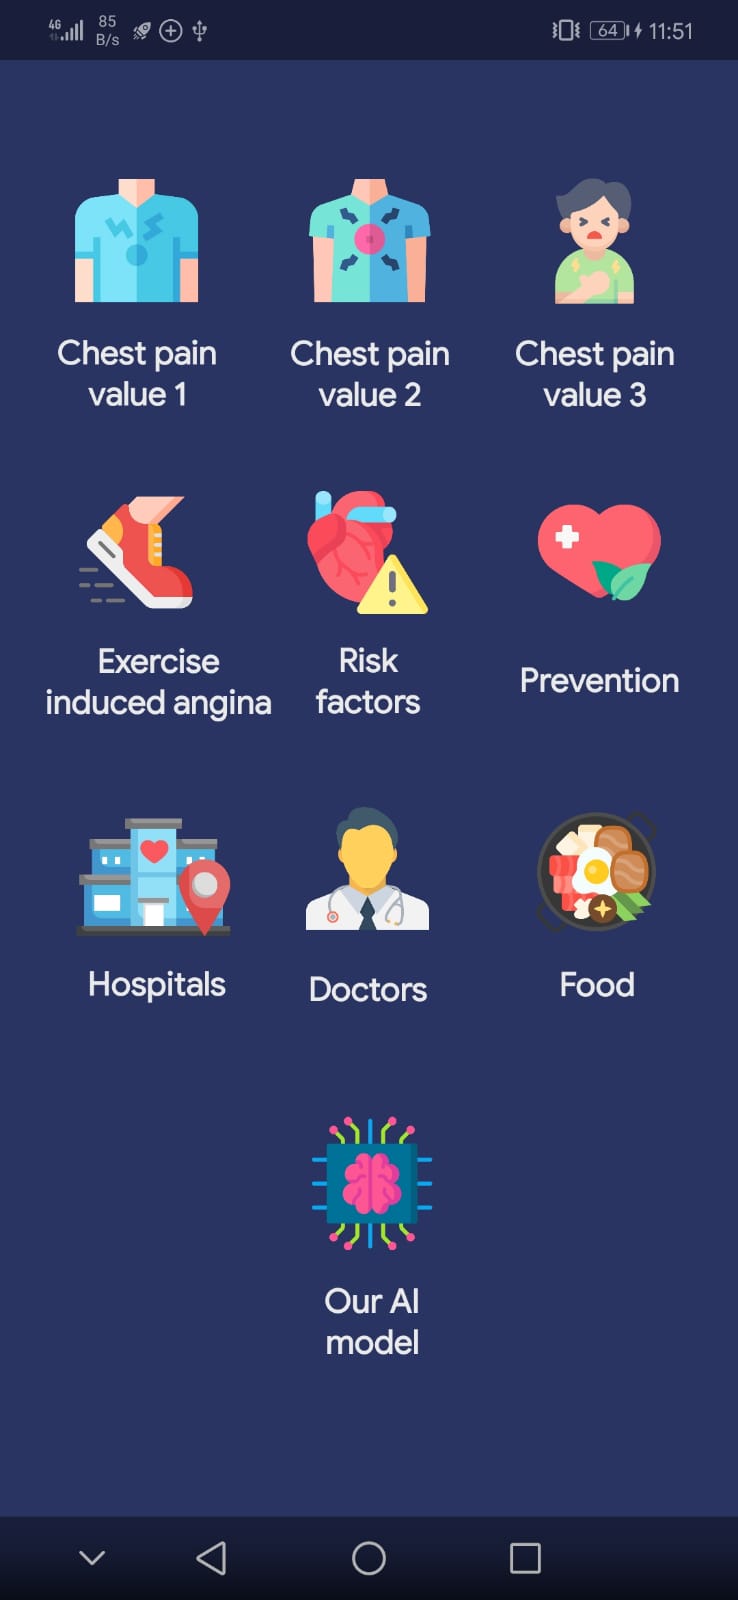 4G 85 B/s 64 11:51
Chest pain value 1
Chest pain value 2
Chest pain value 3
Exercise induced angina
Risk factors
Prevention
Hospitals
Doctors
Food
Our AI model